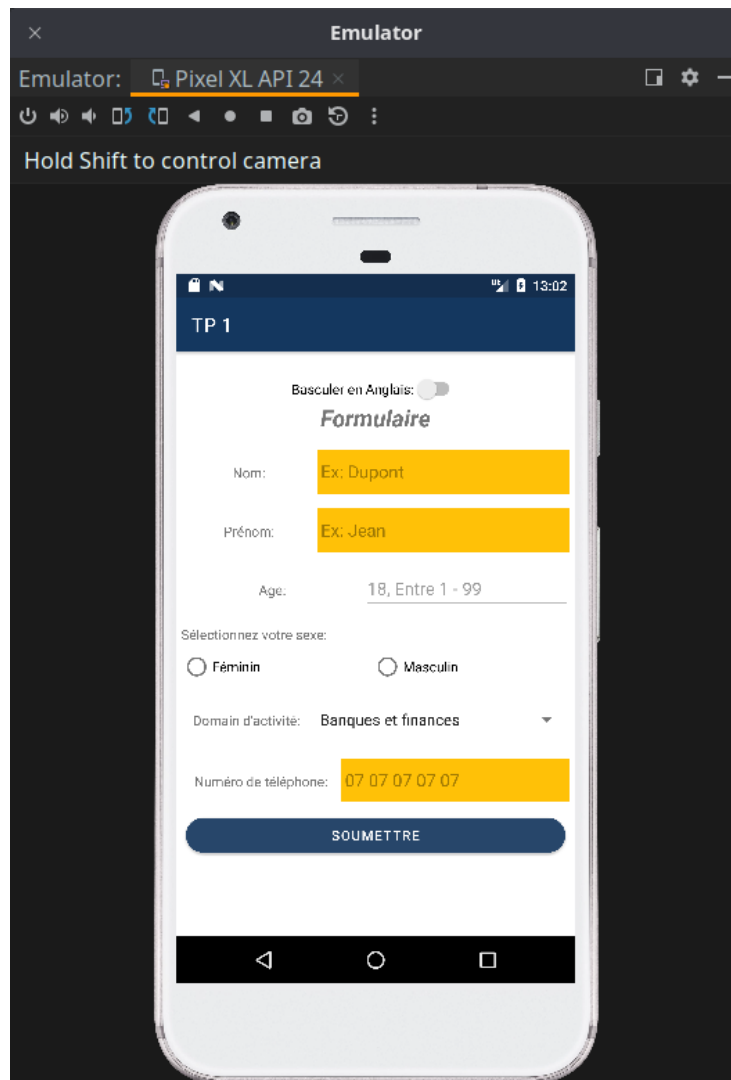 Emulator
Emulator: Pixel XL API 24
Hold Shift to control camera
13:02
TP 1
Basculer en Anglais:
Formulaire
Nom: Ex: Dupont
Prénom: Ex: Jean
Age: 18, Entre 1 - 99
Sélectionnez votre sexe:
Féminin Masculin
Domain d'activité: Banques et finances
Numéro de téléphone: 07 07 07 07 07
SOUMETTRE